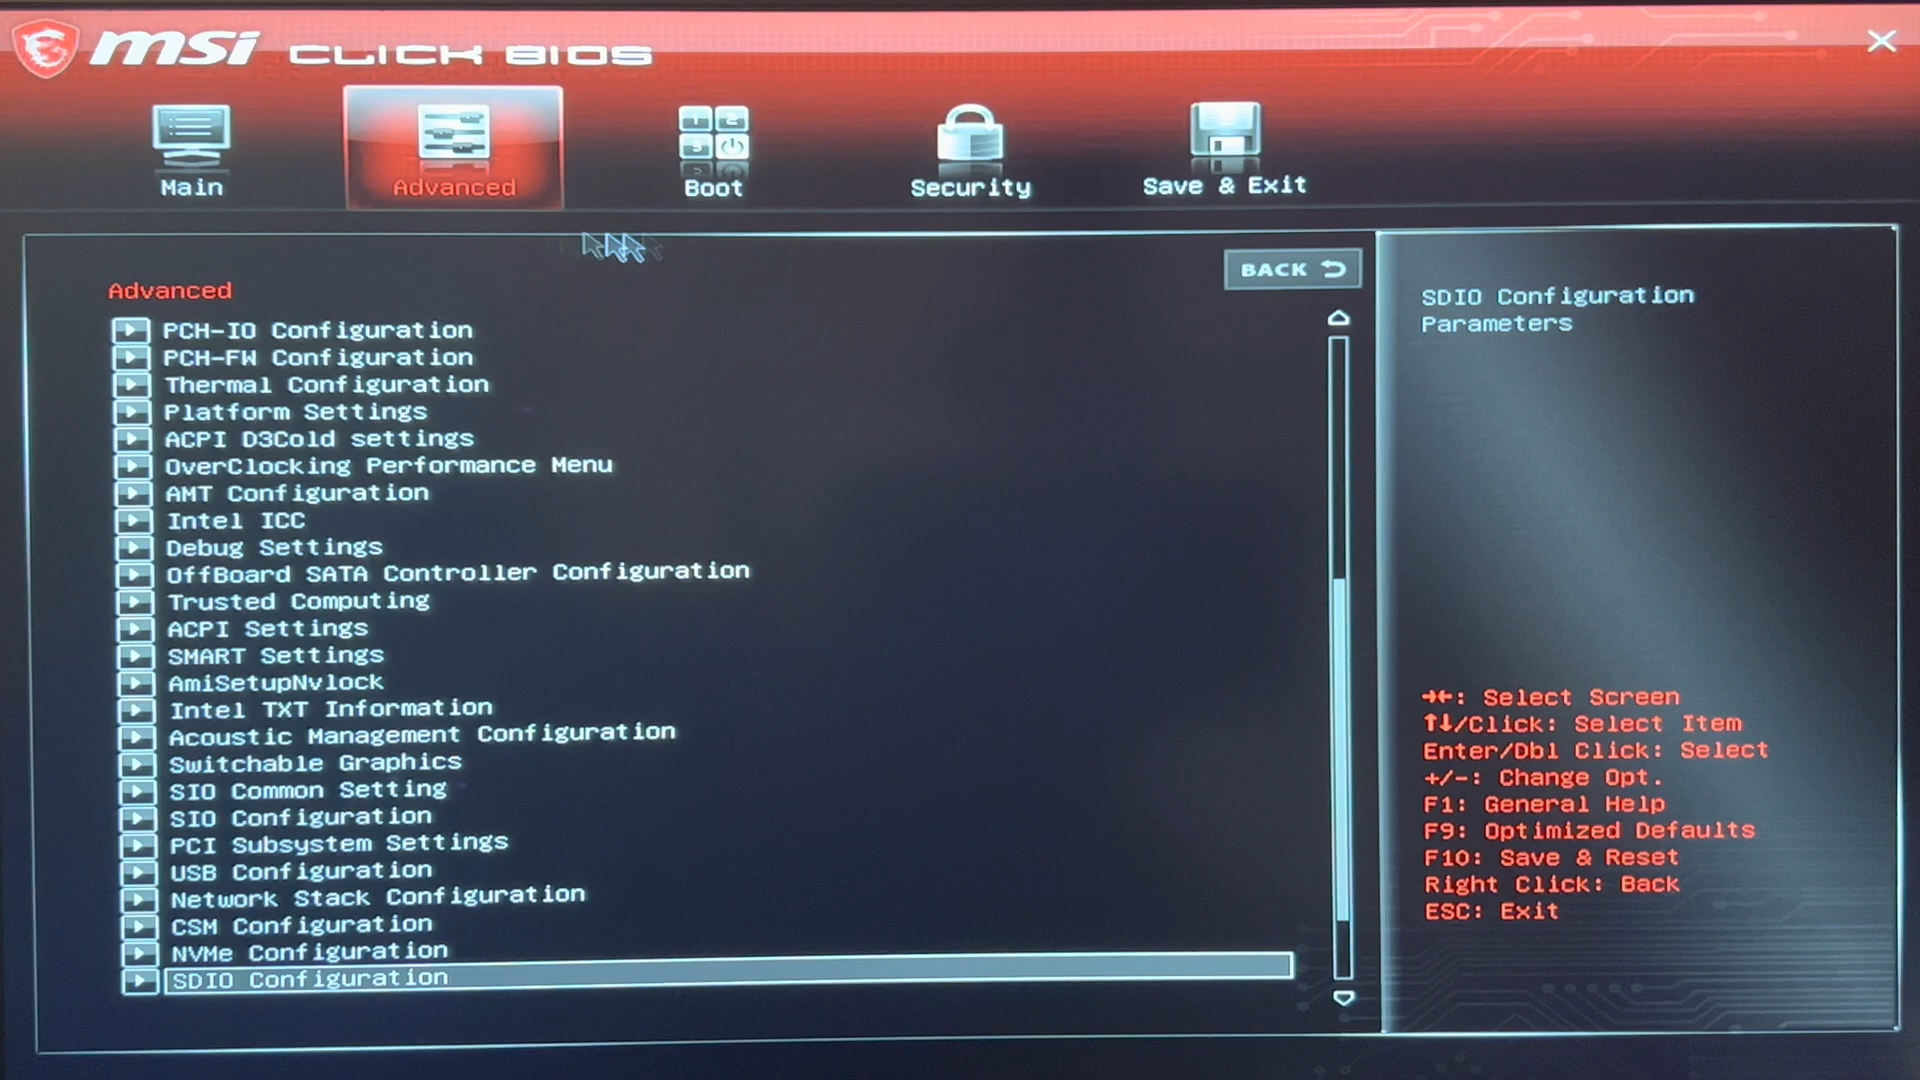 msi CLICK BIOS
Main
Advanced
Boot
Security
Save & Exit
BACK
Advanced
PCH-IO Configuration
PCH-FW Configuration
Thermal Configuration
Platform Settings
ACPI D3Cold settings
OverClocking Performance Menu
AMT Configuration
Intel ICC
Debug Settings
OffBoard SATA Controller Configuration
Trusted Computing
ACPI Settings
SMART Settings
AmiSetupNvlock
Intel TXT Information
Acoustic Management Configuration
Switchable Graphics
SIO Common Setting
SIO Configuration
PCI Subsystem Settings
USB Configuration
Network Stack Configuration
CSM Configuration
NVMe Configuration
SDIO Configuration
SDIO Configuration
Parameters
→←: Select Screen
↑↓/Click: Select Item
Enter/Dbl Click: Select
+/-: Change Opt.
F1: General Help
F9: Optimized Defaults
F10: Save & Reset
Right Click: Back
ESC: Exit